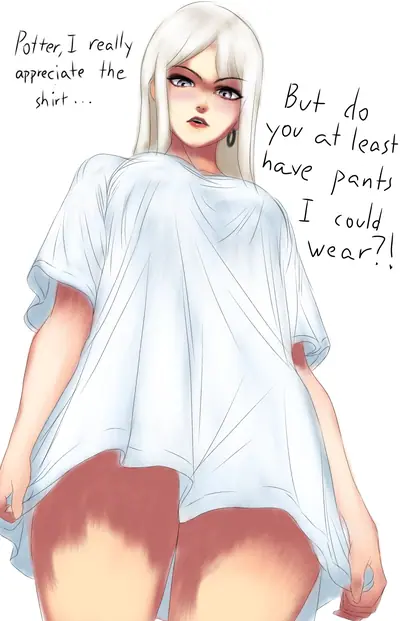 Potter, I really
appreciate the
shirt...
But do
you at least
have pants
I could
wear?!